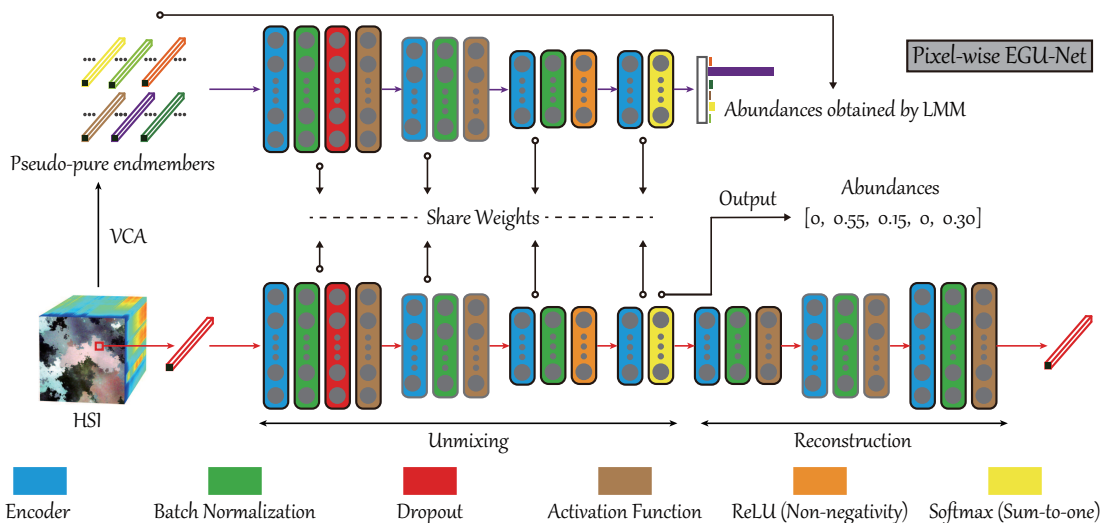 Pixel-wise EGU-Net
Abundances obtained by LMM
Pseudo-pure endmembers
Share Weights
Output
Abundances
[0, 0.55, 0.15, 0, 0.30]
VCA
HSI
Unmixing
Reconstruction
Encoder
Batch Normalization
Dropout
Activation Function
ReLU (Non-negativity)
Softmax (Sum-to-one)